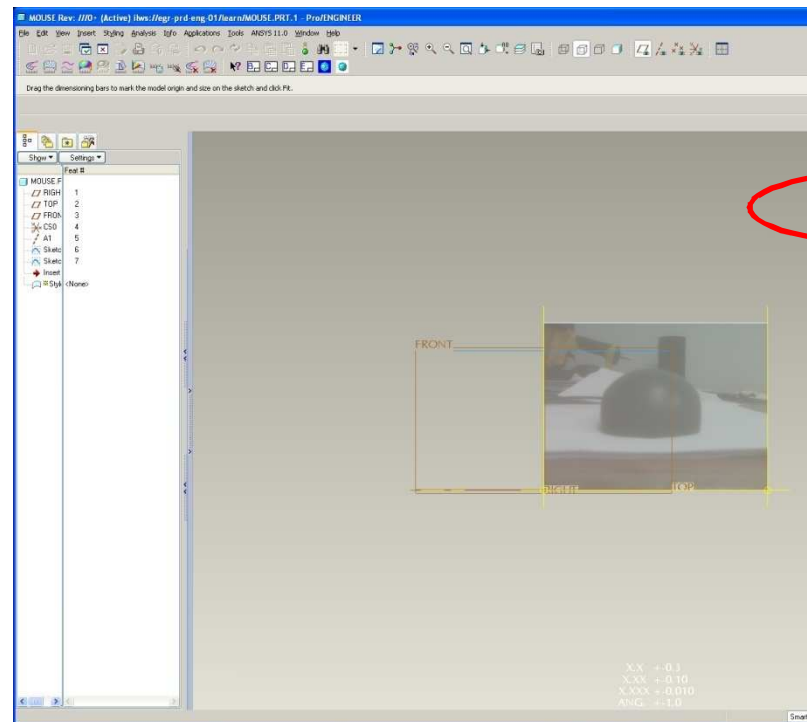 MOUSE Rev: ///0+ (Active) ilws://egr-prd-eng-01/learn/MOUSE.PRT.1 - Pro/ENGINEER
File Edit View Insert Styling Analysis Info Applications Tools ANSYS 11.0 Window Help
Drag the dimensioning bars to mark the model origin and size on the sketch and click Fit.
Show Settings
Feat #
MOUSE.F
RIGH 1
TOP 2
FRON 3
CS0 4
A1 5
Sketc 6
Sketc 7
Insert
Styl <None>
FRONT
RIGHT TOP
X.X +-0.1
X.XX +-0.10
X.XXX +-0.010
ANG. +-1.0
Smart